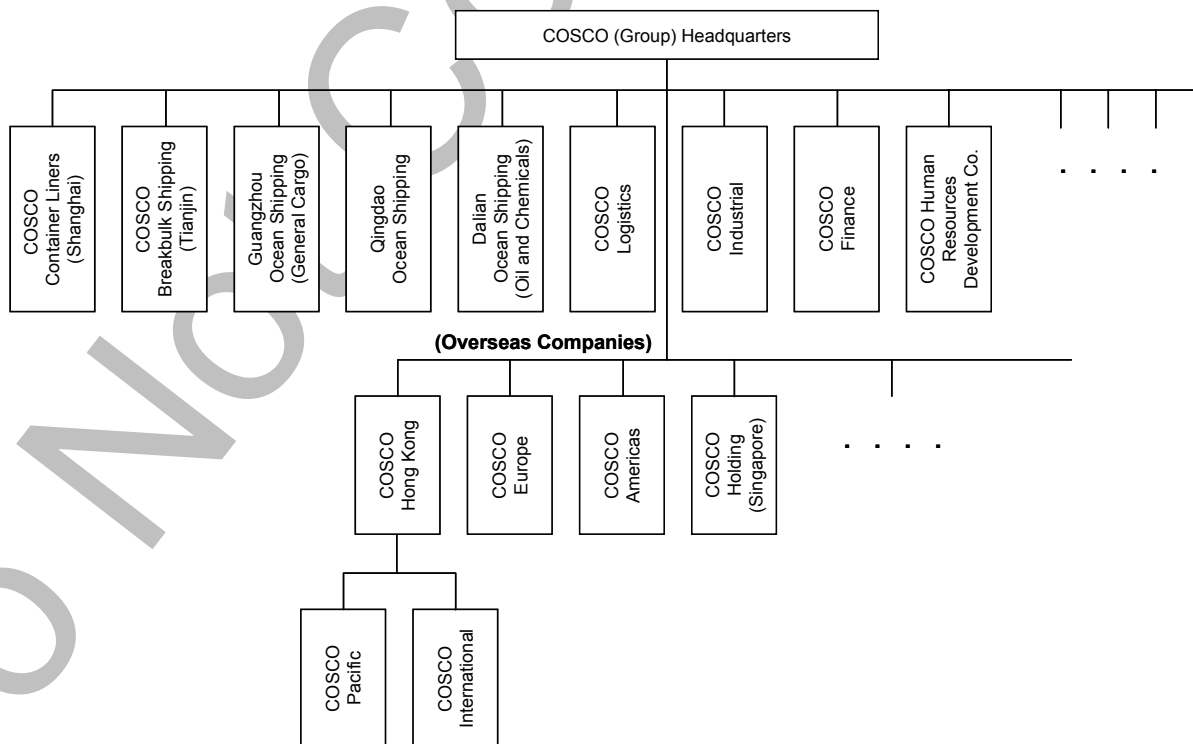 COSCO (Group) Headquarters
COSCO
Container Liners
(Shanghai)
COSCO
Breakbulk Shipping
(Tianjin)
Guangzhou
Ocean Shipping
(General Cargo)
Qingdao
Ocean Shipping
Dalian
Ocean Shipping
(Oil and Chemicals)
COSCO
Logistics
COSCO
Industrial
COSCO
Finance
COSCO Human
Resources
Development Co.
. . . .
(Overseas Companies)
COSCO
Hong Kong
COSCO
Europe
COSCO
Americas
COSCO
Holding
(Singapore)
. . . .
COSCO
Pacific
COSCO
International